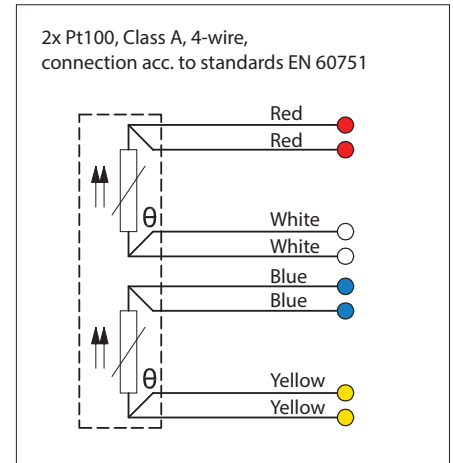 2x Pt100, Class A, 4-wire,
connection acc. to standards EN 60751
Red
Red
θ
White
White
Blue
Blue
θ
Yellow
Yellow